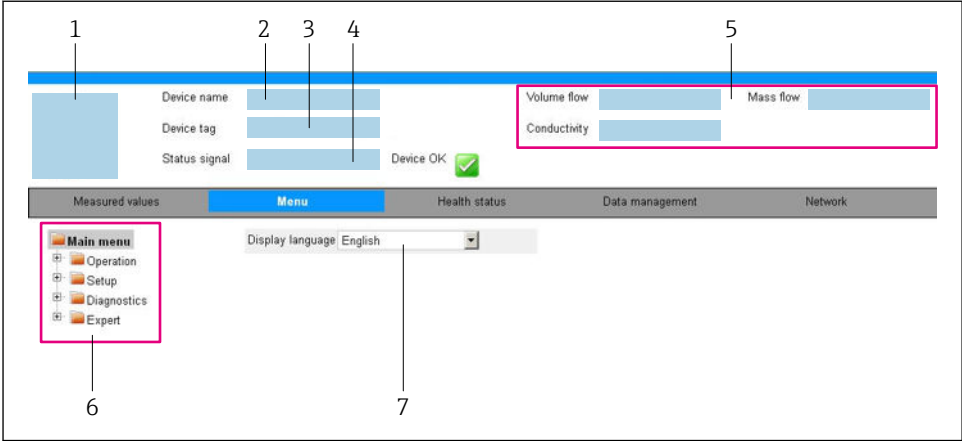 1 2 3 4 5
Device name Volume flow Mass flow
Device tag Conductivity
Status signal Device OK
Measured values Menu Health status Data management Network
Main menu Display language English
Operation
Setup
Diagnostics
Expert
6 7